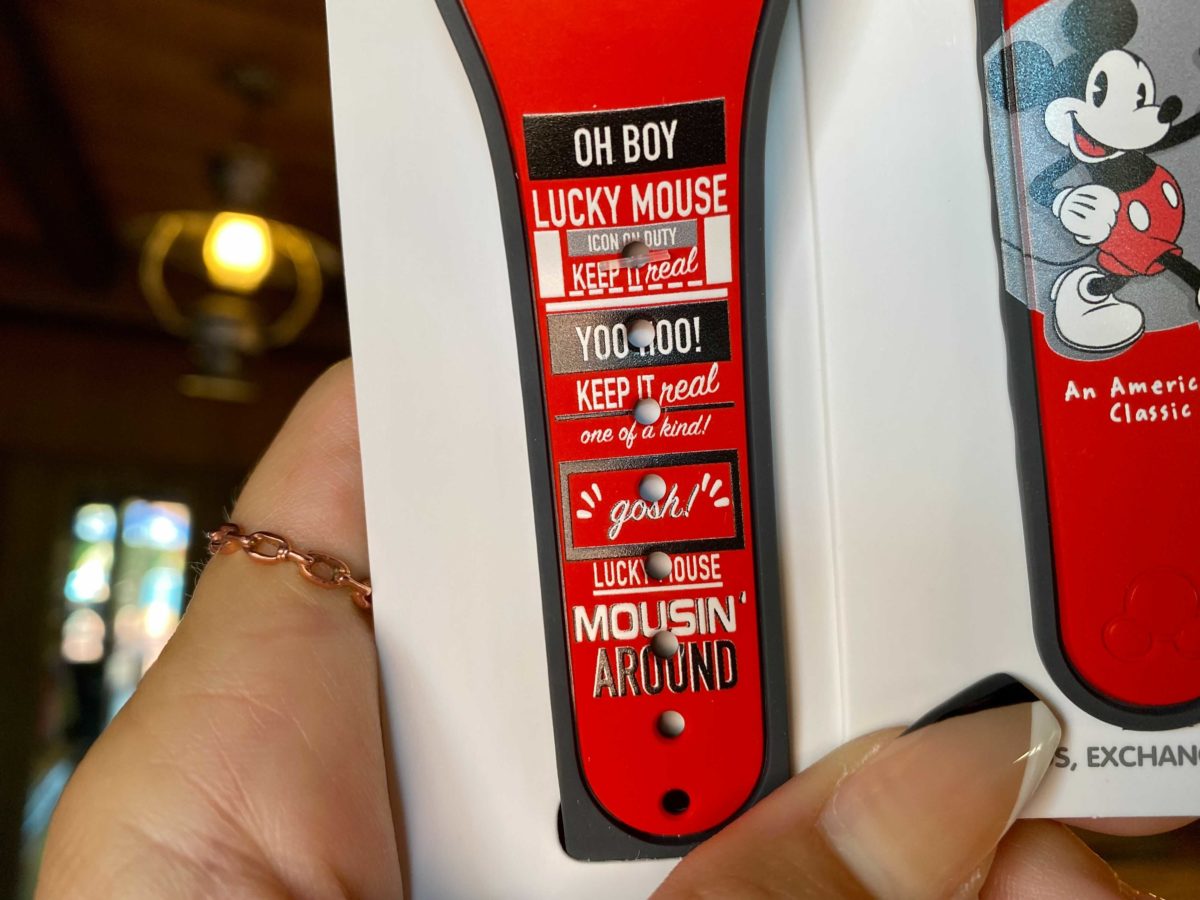 OH BOY
LUCKY MOUSE
ICON ON DUTY
KEEP IT real
YOO HOO!
KEEP IT real
one of a kind!
gosh!
LUCKY MOUSE
MOUSIN'
AROUND
An Americ
Classic
S, EXCHANG